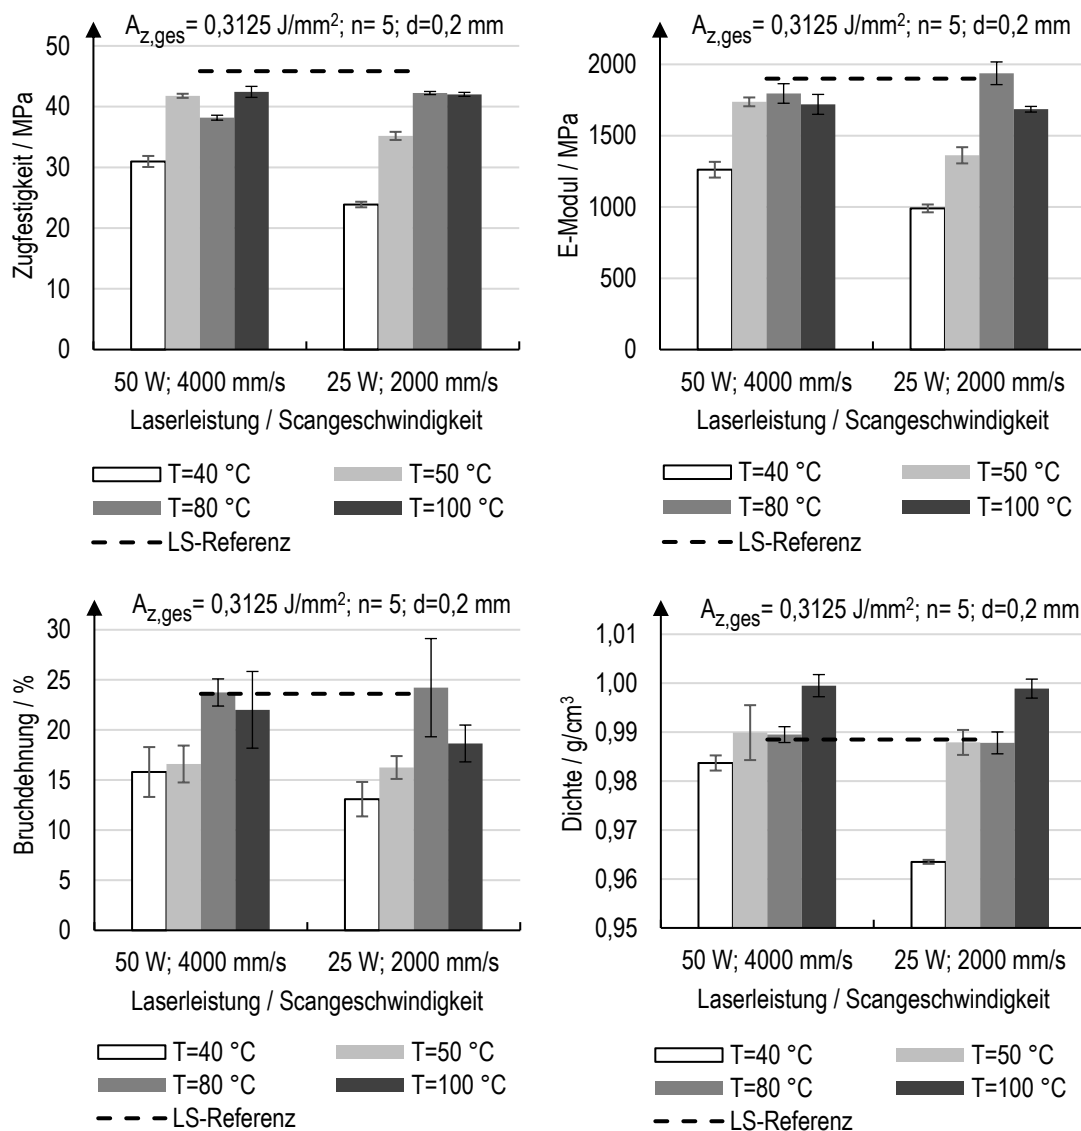 A_z,ges= 0,3125 J/mm²; n= 5; d=0,2 mm
Zugfestigkeit / MPa
50
40
30
20
10
0
50 W; 4000 mm/s 25 W; 2000 mm/s
Laserleistung / Scangeschwindigkeit
T=40 °C T=50 °C
T=80 °C T=100 °C
LS-Referenz
A_z,ges= 0,3125 J/mm²; n= 5; d=0,2 mm
E-Modul / MPa
2000
1500
1000
500
0
50 W; 4000 mm/s 25 W; 2000 mm/s
Laserleistung / Scangeschwindigkeit
T=40 °C T=50 °C
T=80 °C T=100 °C
LS-Referenz
A_z,ges= 0,3125 J/mm²; n= 5; d=0,2 mm
Bruchdehnung / %
30
25
20
15
10
5
0
50 W; 4000 mm/s 25 W; 2000 mm/s
Laserleistung / Scangeschwindigkeit
T=40 °C T=50 °C
T=80 °C T=100 °C
LS-Referenz
A_z,ges= 0,3125 J/mm²; n= 5; d=0,2 mm
Dichte / g/cm³
1,01
1,00
0,99
0,98
0,97
0,96
0,95
50 W; 4000 mm/s 25 W; 2000 mm/s
Laserleistung / Scangeschwindigkeit
T=40 °C T=50 °C
T=80 °C T=100 °C
LS-Referenz